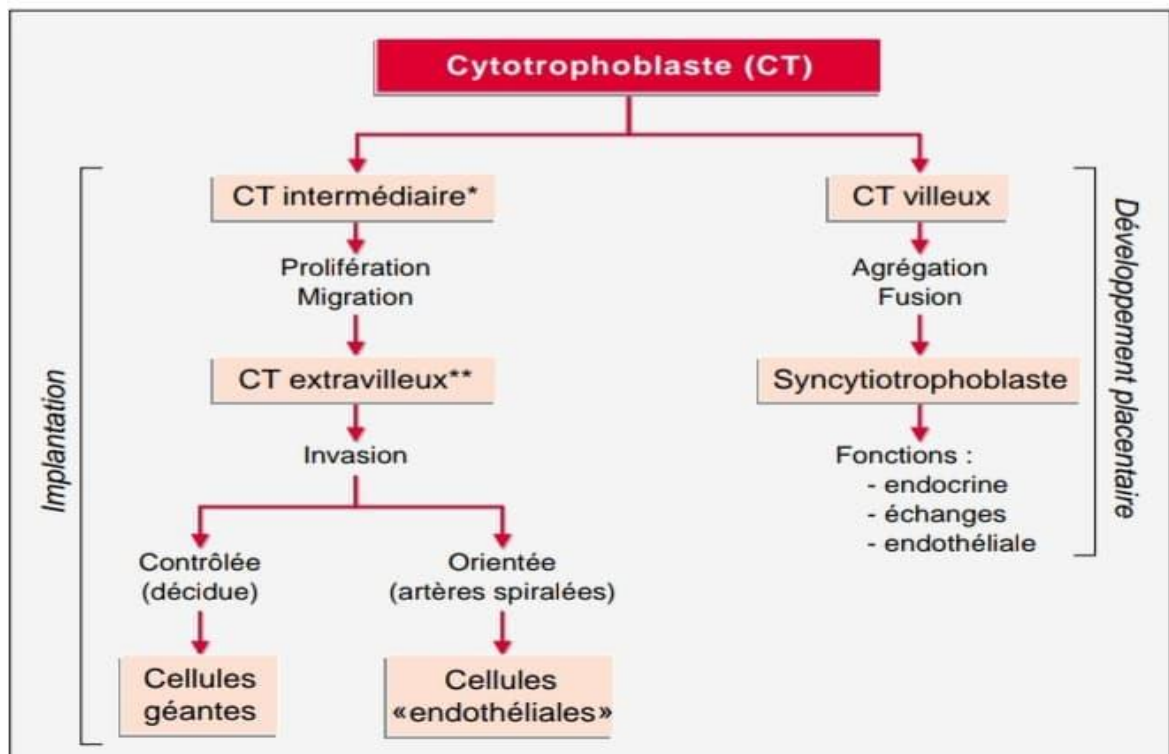 Cytotrophoblaste (CT)
CT intermédiaire*
Prolifération
Migration
CT extravilleux**
Invasion
Contrôlée
(décidue)
Cellules
géantes
Orientée
(artères spiralées)
Cellules
«endothéliales»
Implantation
CT villeux
Agrégation
Fusion
Syncytiotrophoblaste
Fonctions :
- endocrine
- échanges
- endothéliale
Développement placentaire